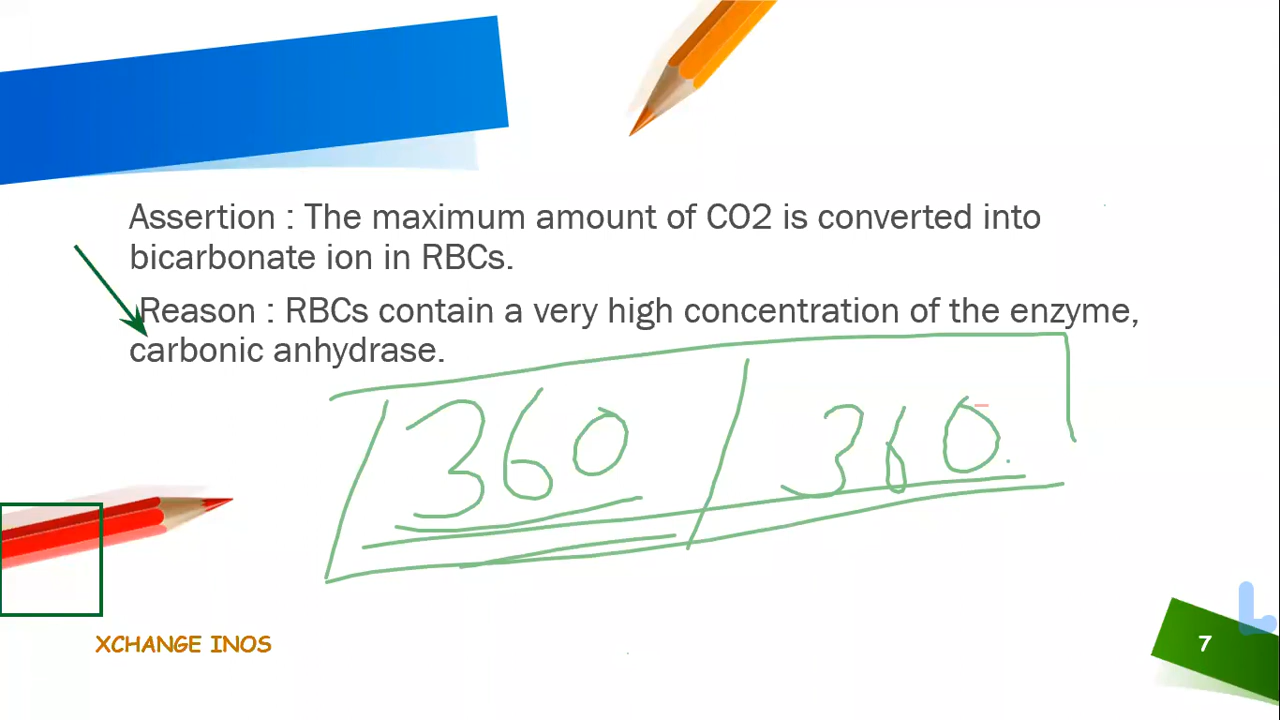 Assertion : The maximum amount of CO2 is converted into
bicarbonate ion in RBCs.
Reason : RBCs contain a very high concentration of the enzyme,
carbonic anhydrase.
360 360
XCHANGE INOS
7